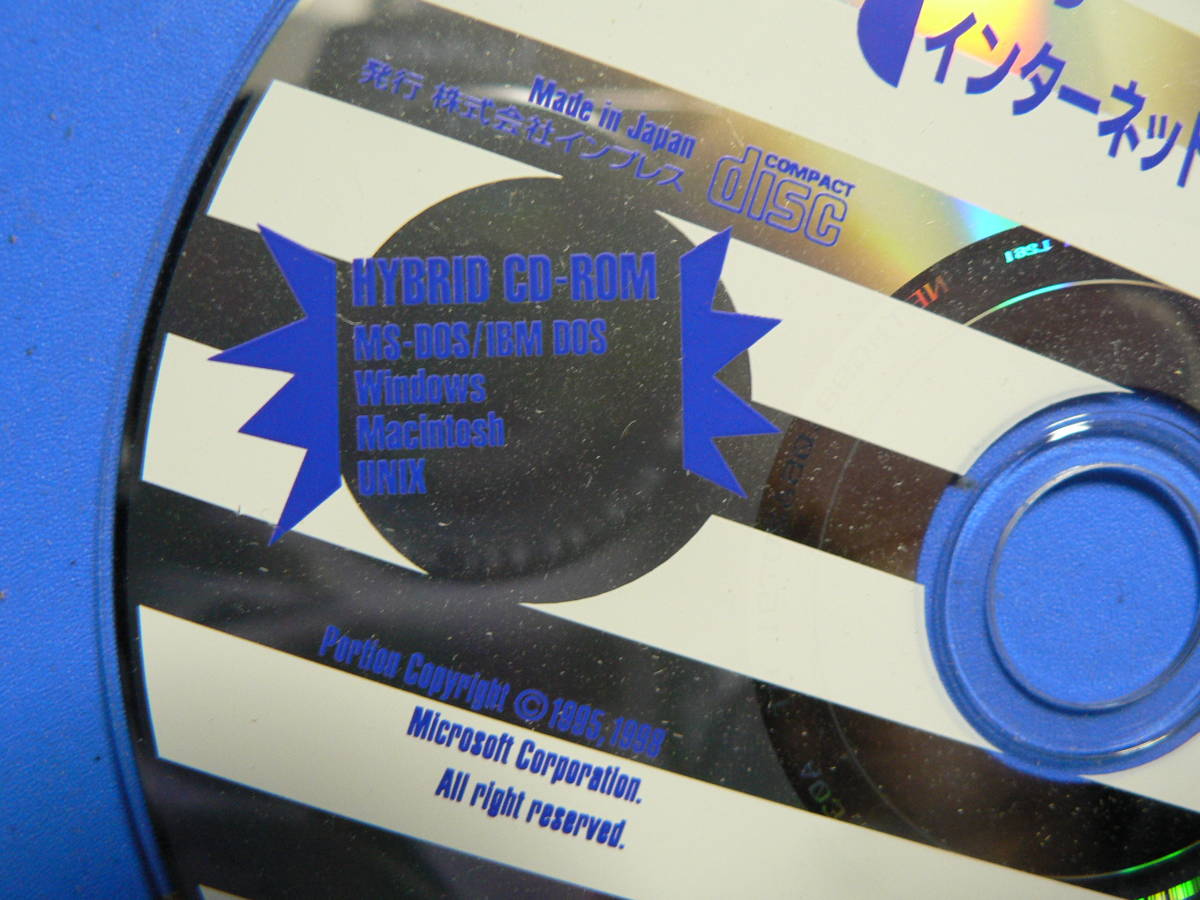 インターネット
Made in Japan
発行 株式会社インプレス
COMPACT
disc
HYBRID CD-ROM
MS-DOS/IBM DOS
Windows
Macintosh
UNIX
Portion Copyright © 1995, 1998
Microsoft Corporation.
All right reserved.